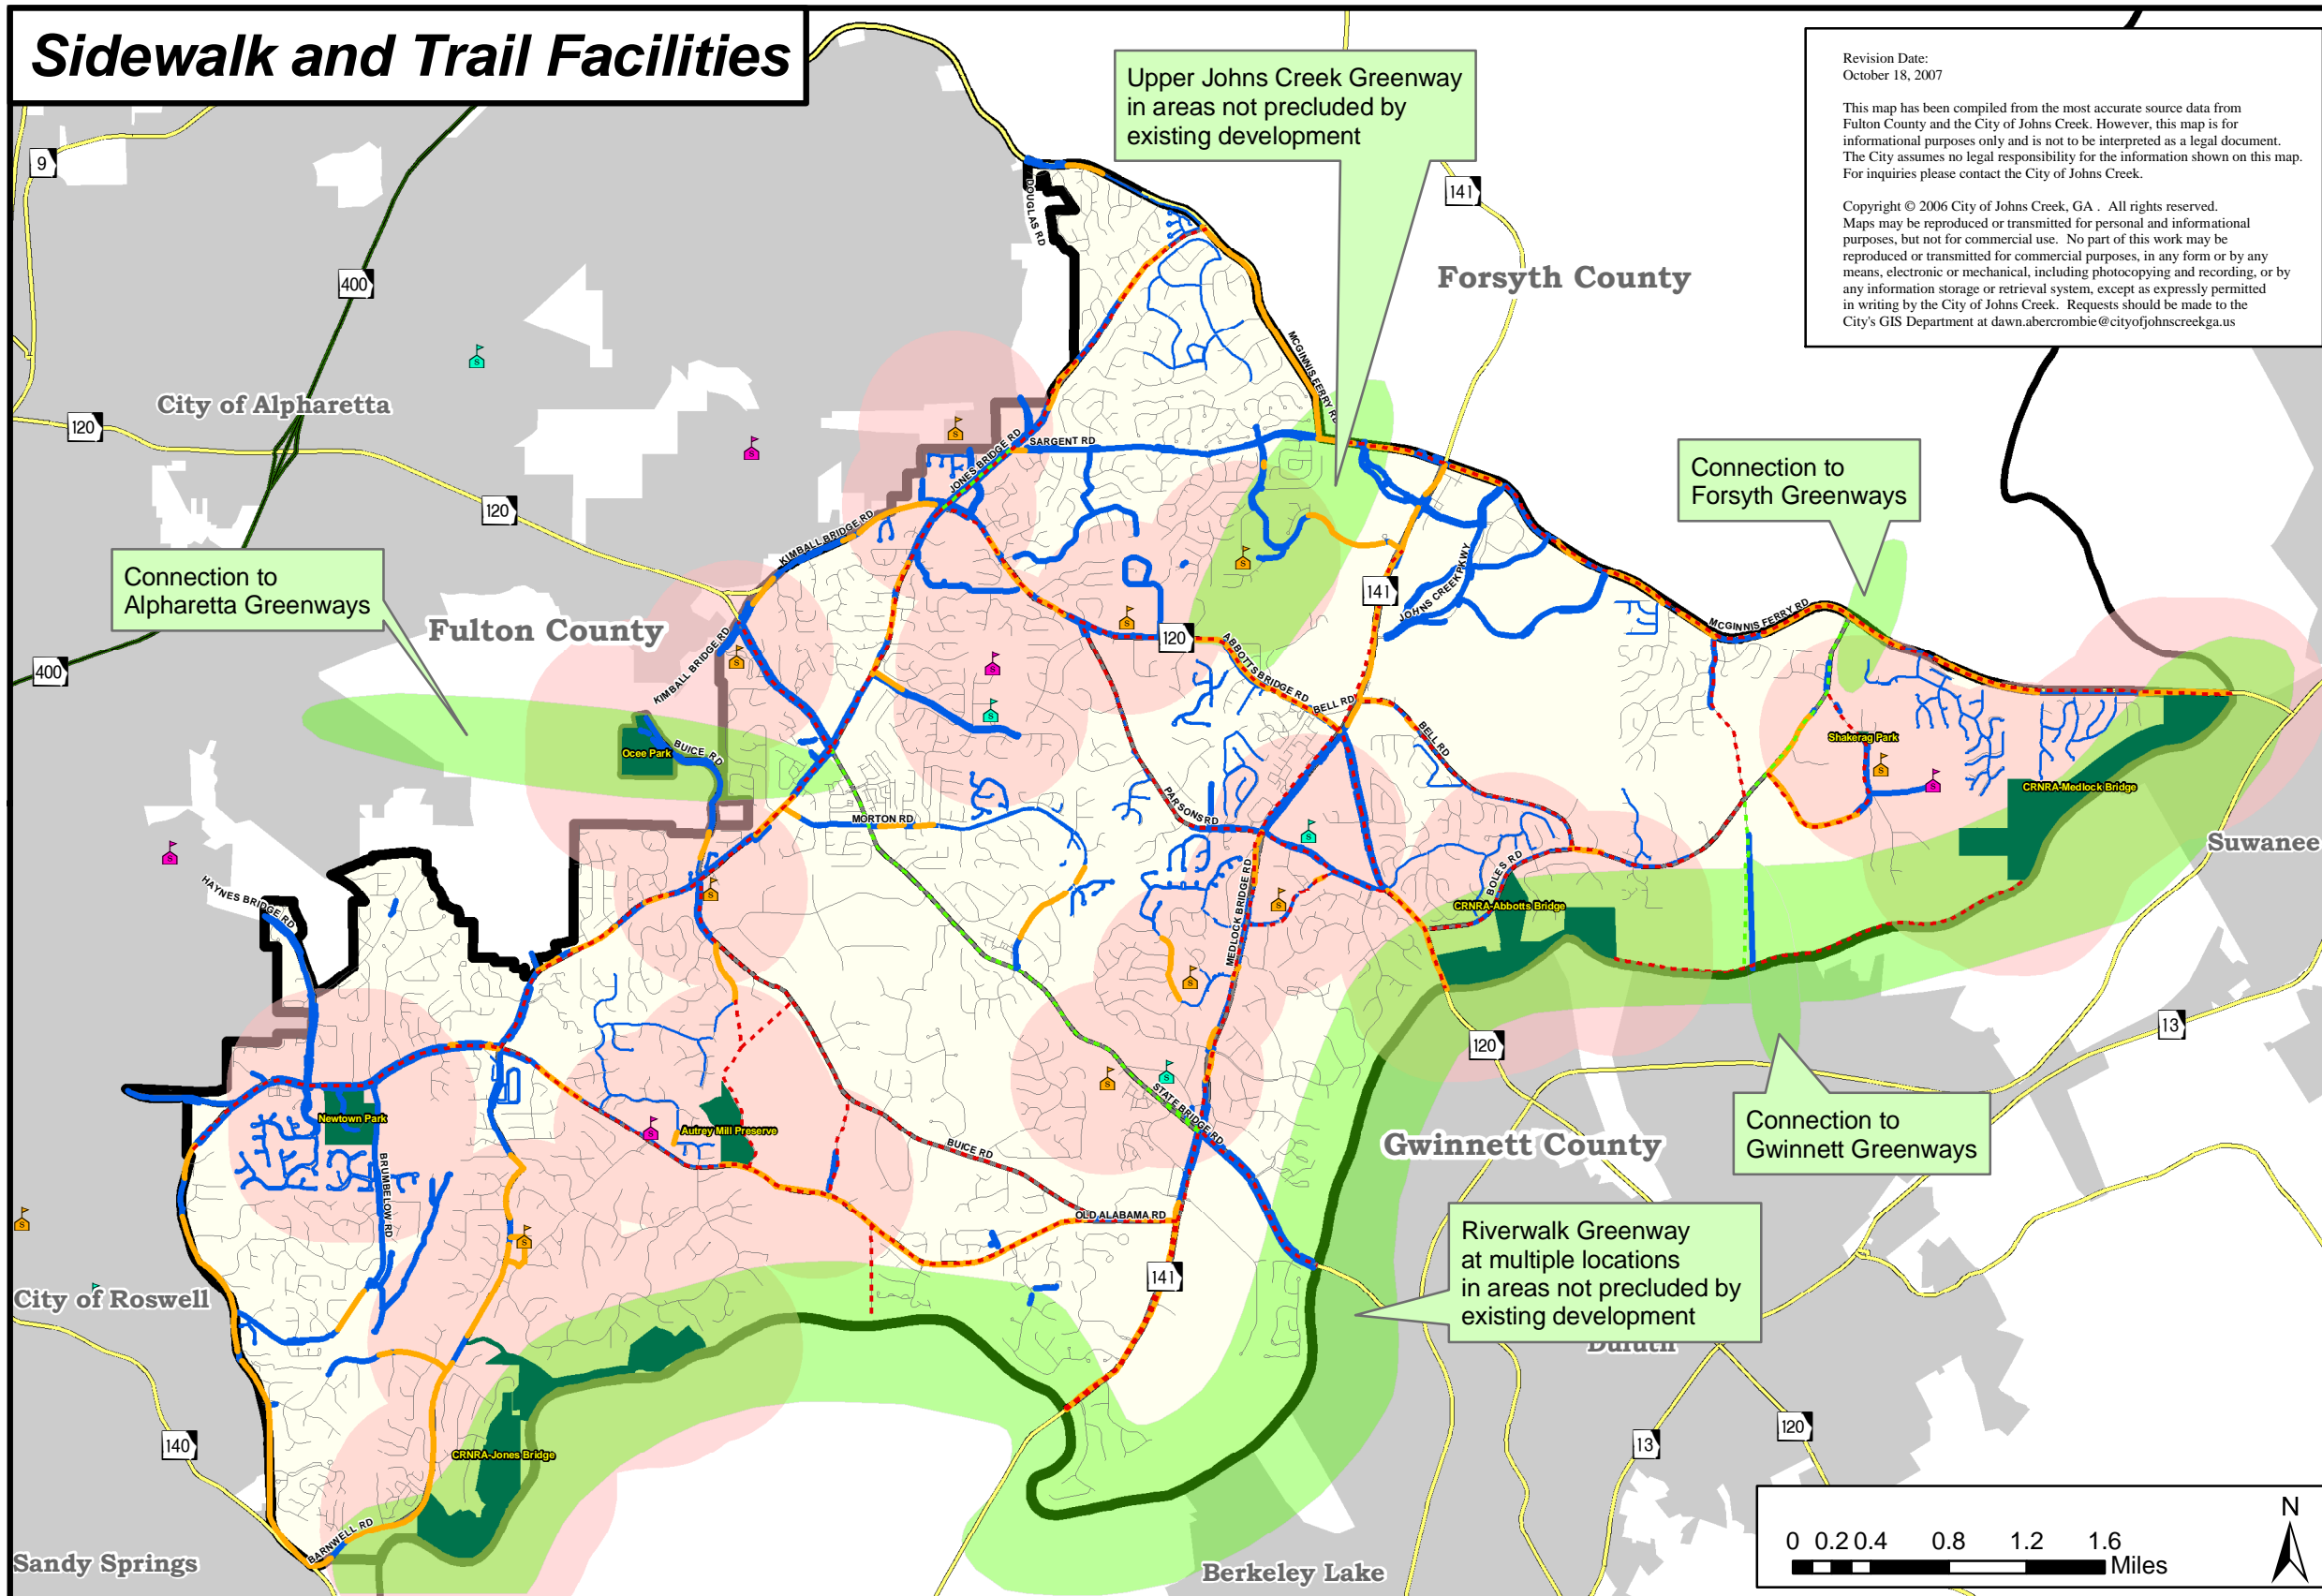 Sidewalk and Trail Facilities
Revision Date:
October 18, 2007
This map has been compiled from the most accurate source data from
Fulton County and the City of Johns Creek. However, this map is for
informational purposes only and is not to be interpreted as a legal document.
The City assumes no legal responsibility for the information shown on this map.
For inquiries please contact the City of Johns Creek.
Copyright © 2006 City of Johns Creek, GA . All rights reserved.
Maps may be reproduced or transmitted for personal and informational
purposes, but not for commercial use. No part of this work may be
reproduced or transmitted for commercial purposes, in any form or by any
means, electronic or mechanical, including photocopying and recording, or by
any information storage or retrieval system, except as expressly permitted
in writing by the City of Johns Creek. Requests should be made to the
City's GIS Department at dawn.abercrombie@cityofjohnscreekga.us
Upper Johns Creek Greenway
in areas not precluded by
existing development
9
141
DOUGLAS RD
400
Forsyth County
MCGINNIS FERRY RD
City of Alpharetta
120
SARGENT RD
JONES BRIDGE RD
Connection to
Forsyth Greenways
120
KIMBALL BRIDGE RD
Connection to
Alpharetta Greenways
141
JOHNS CREEK PKWY
Fulton County
MCGINNIS FERRY RD
120
400
KIMBALL BRIDGE RD
ABBOTTS BRIDGE RD
BELL RD
BELL RD
Ocee Park
BUICE RD
Shakerag Park
CRNRA-Medlock Bridge
PARSONS RD
MORTON RD
Suwanee
HAYNES BRIDGE RD
MEDLOCK BRIDGE RD
BOLES RD
CRNRA-Abbotts Bridge
120
13
Newtown Park
Autrey Mill Preserve
STATE BRIDGE RD
Connection to
Gwinnett Greenways
BUICE RD
Gwinnett County
BRUMBELOW RD
OLD ALABAMA RD
Riverwalk Greenway
at multiple locations
in areas not precluded by
existing development
141
City of Roswell
Duluth
140
CRNRA-Jones Bridge
13
120
BARNWELL RD
Sandy Springs
Berkeley Lake
N
0 0.2 0.4 0.8 1.2 1.6
Miles